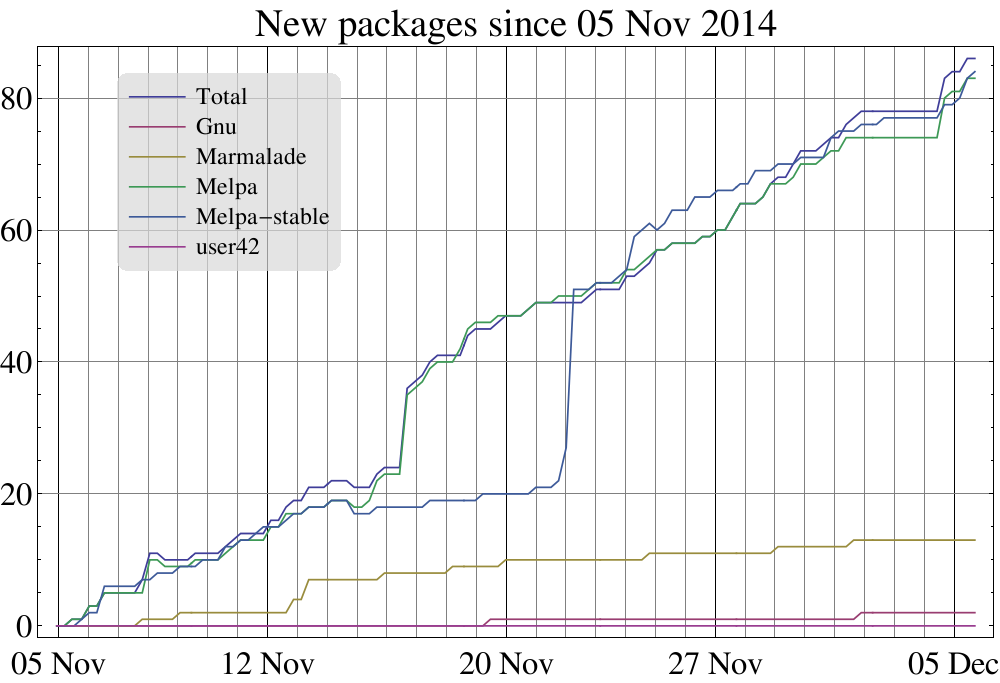 New packages since 05 Nov 2014
Total
Gnu
Marmalade
Melpa
Melpa-stable
user42
80
60
40
20
0
05 Nov 12 Nov 20 Nov 27 Nov 05 Dec